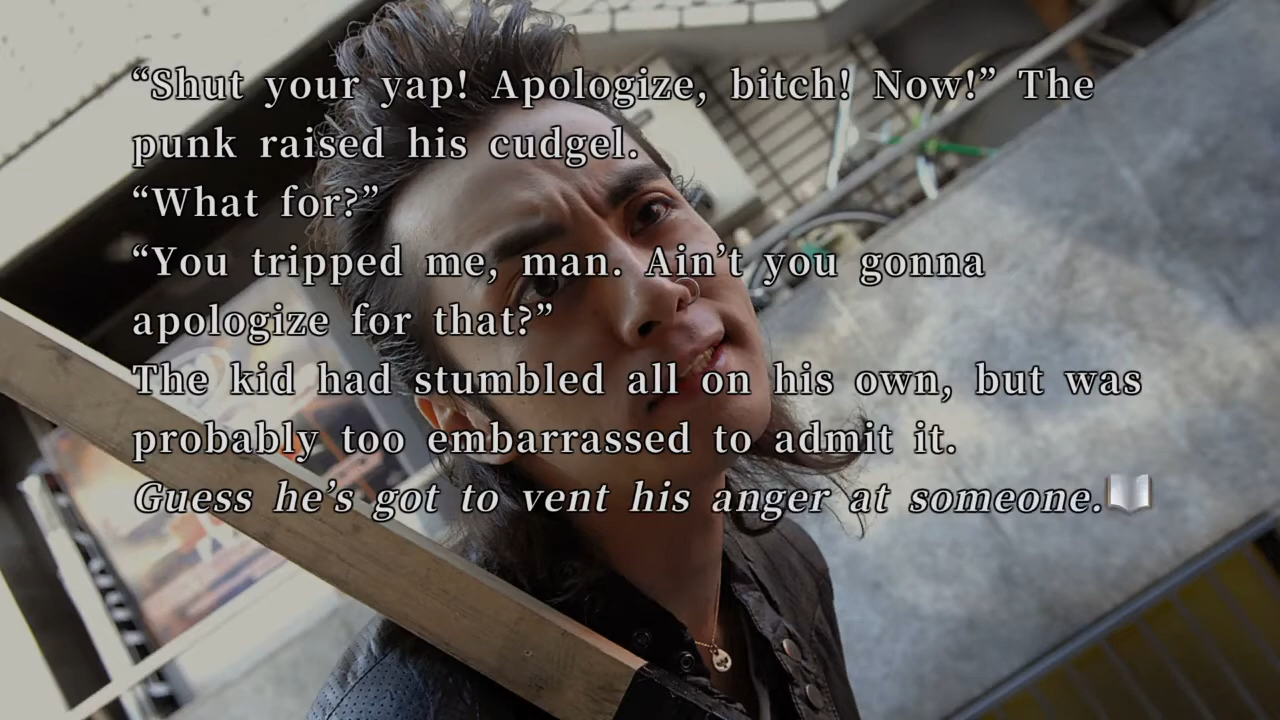 “Shut your yap! Apologize, bitch! Now!” The
punk raised his cudgel.
“What for?”
“You tripped me, man. Ain’t you gonna
apologize for that?”
The kid had stumbled all on his own, but was
probably too embarrassed to admit it.
Guess he’s got to vent his anger at someone.